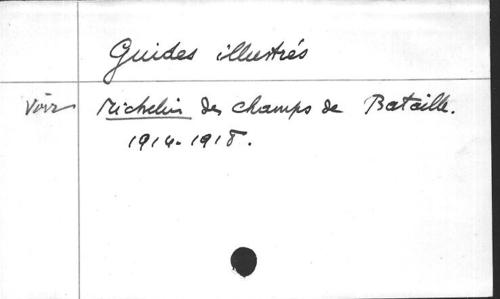 Guides illustrés
Voir Michelin des champs de Bataille.
1914-1918.